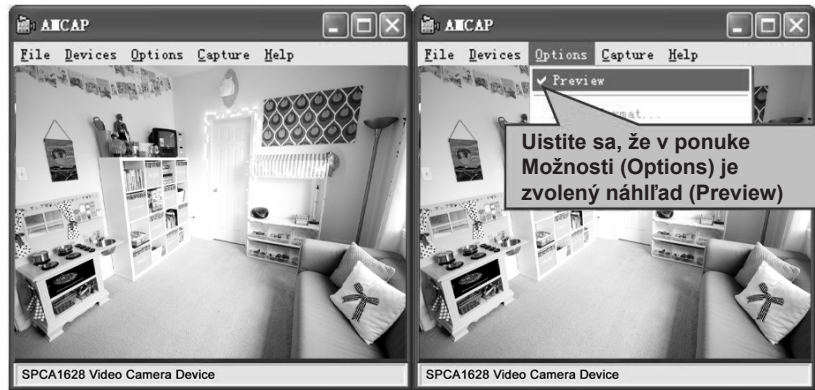 AMCAP
File Devices Options Capture Help
SPCA1628 Video Camera Device
AMCAP
File Devices Options Capture Help
✓ Preview
Uistite sa, že v ponuke
Možnosti (Options) je
zvolený náhlľad (Preview)
SPCA1628 Video Camera Device